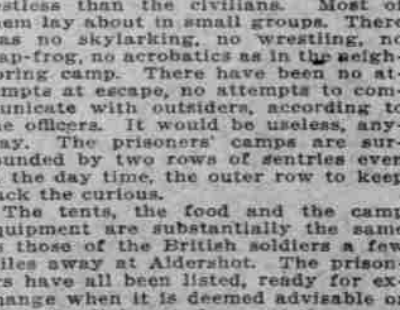 estless than the civilians. Most of
hem lay about in small groups. There
as no skylarking, no wrestling, no
ap-frog, no acrobatics as in the neigh-
oring camp. There have been no at-
mpts at escape, no attempts to com-
unicate with outsiders, according to
he officers. It would be useless, any-
ay. The prisoners' camps are sur-
ounded by two rows of sentries even
n the day time, the outer row to keep
ack the curious.
The tents, the food and the camp
quipment are substantially the same
s those of the British soldiers a few
iles away at Aldershot. The prison-
rs have all been listed, ready for ex-
hange when it is deemed advisable or